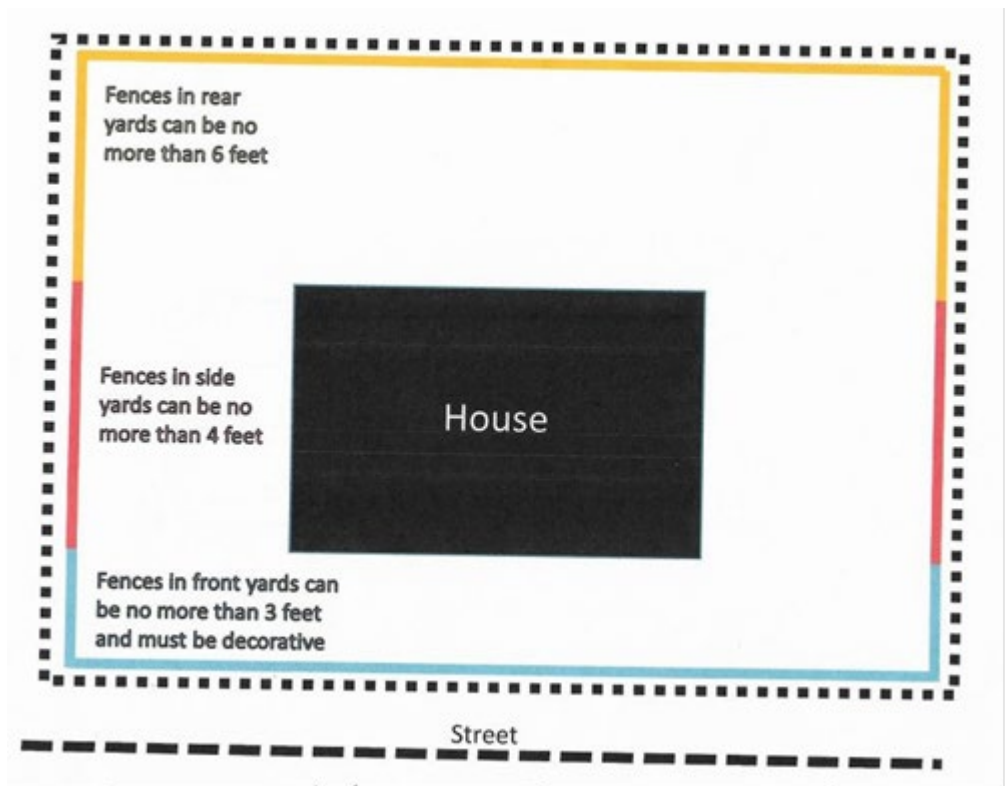 Fences in rear
yards can be no
more than 6 feet
Fences in side
yards can be no
more than 4 feet
House
Fences in front yards can
be no more than 3 feet
and must be decorative
Street